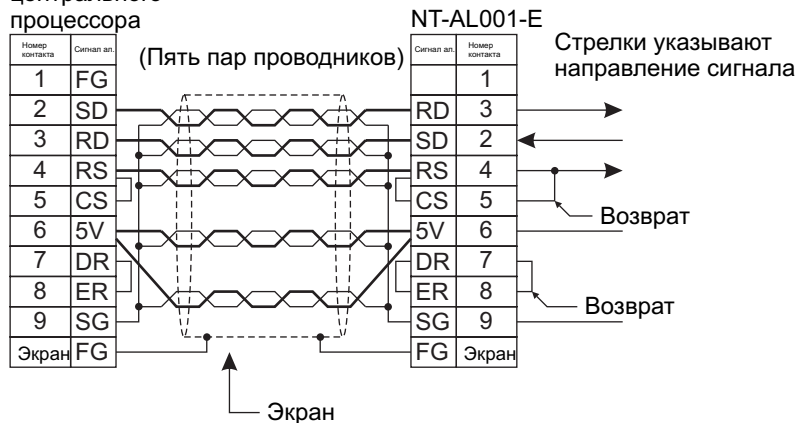 центрального
процессора
NT-AL001-E
(Пять пар проводников)
Стрелки указывают
направление сигнала
Номер контакта Сигнал ап.
1 FG
2 SD
3 RD
4 RS
5 CS
6 5V
7 DR
8 ER
9 SG
Экран FG
Сигнал ап. Номер контакта
1
RD 3
SD 2
RS 4
CS 5
5V 6
DR 7
ER 8
SG 9
FG Экран
Возврат
Возврат
Экран